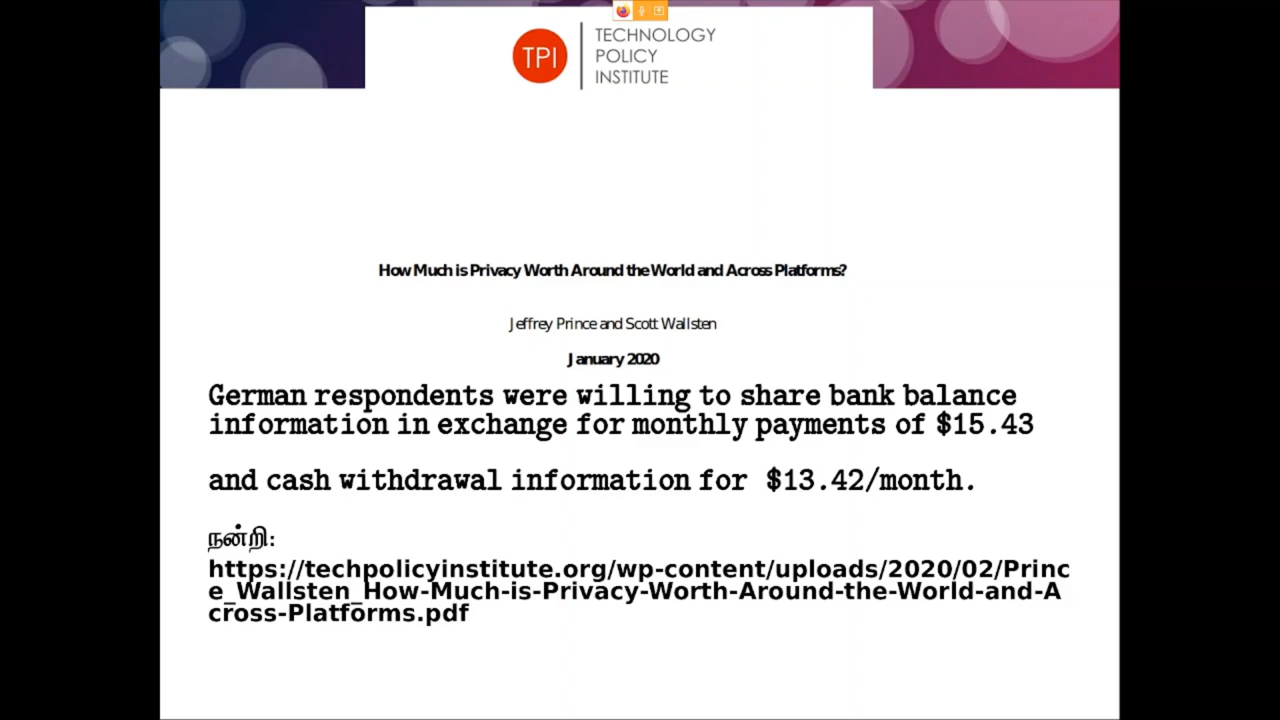 TPI
TECHNOLOGY
POLICY
INSTITUTE
How Much is Privacy Worth Around the World and Across Platforms?
Jeffrey Prince and Scott Wallsten
January 2020
German respondents were willing to share bank balance
information in exchange for monthly payments of $15.43
and cash withdrawal information for $13.42/month.
நன்றி:
https://techpolicyinstitute.org/wp-content/uploads/2020/02/Princ
e_Wallsten_How-Much-is-Privacy-Worth-Around-the-World-and-A
cross-Platforms.pdf